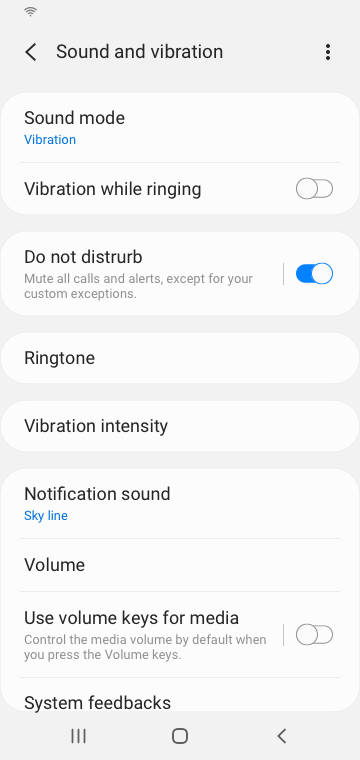 Sound and vibration
Sound mode
Vibration
Vibration while ringing
Do not distrurb
Mute all calls and alerts, except for your
custom exceptions.
Ringtone
Vibration intensity
Notification sound
Sky line
Volume
Use volume keys for media
Control the media volume by default when
you press the Volume keys.
System feedbacks